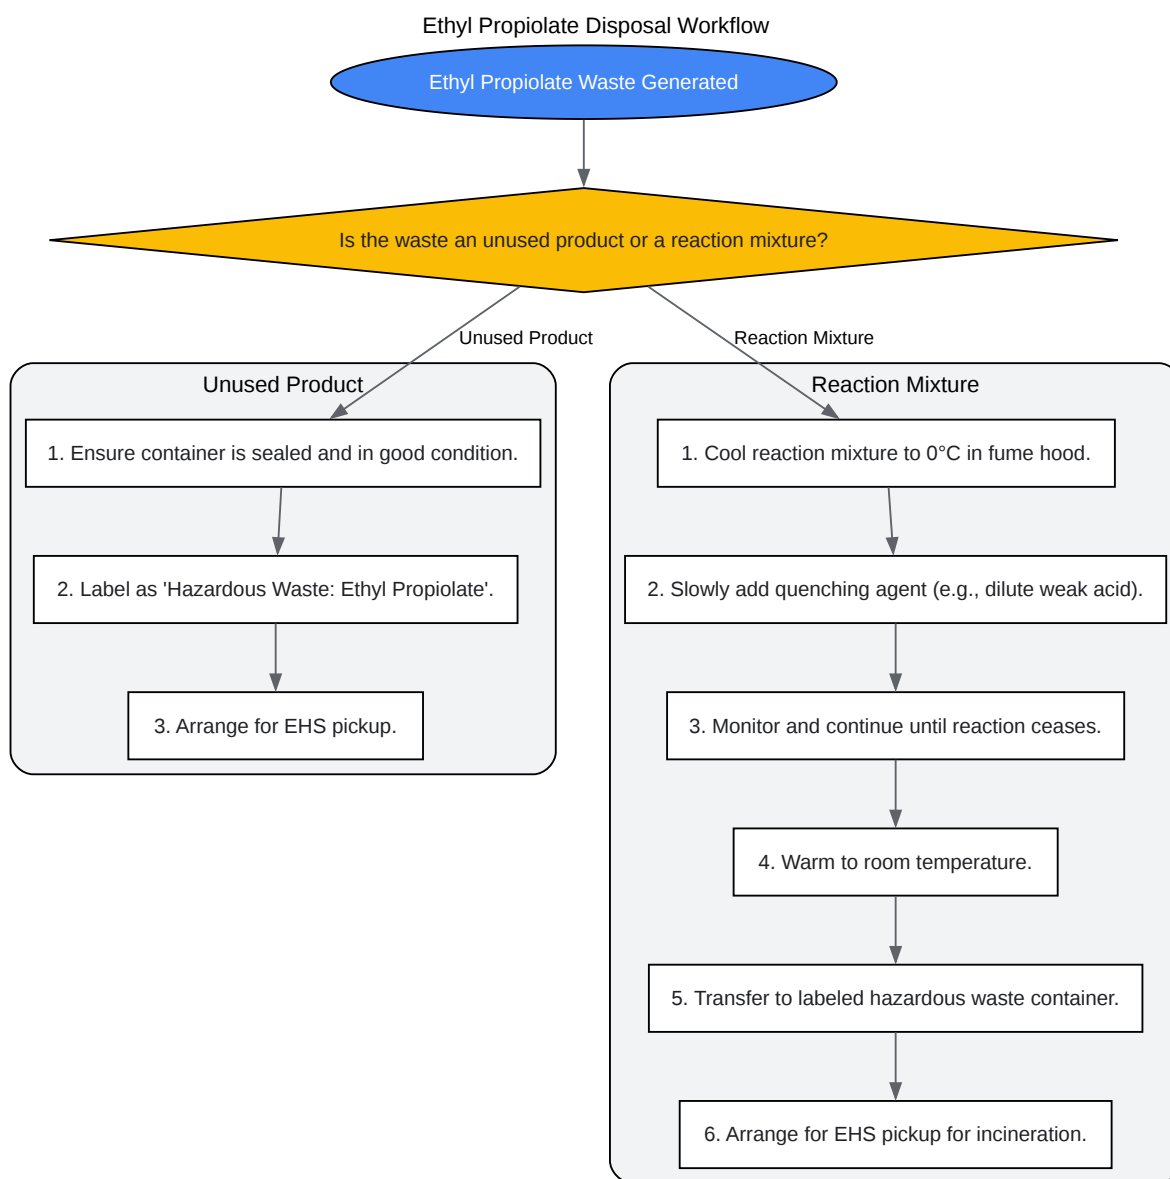 Ethyl Propiolate Disposal Workflow
Ethyl Propiolate Waste Generated
Is the waste an unused product or a reaction mixture?
Unused Product
Reaction Mixture
Unused Product
1. Ensure container is sealed and in good condition.
2. Label as 'Hazardous Waste: Ethyl Propiolate'.
3. Arrange for EHS pickup.
Reaction Mixture
1. Cool reaction mixture to 0°C in fume hood.
2. Slowly add quenching agent (e.g., dilute weak acid).
3. Monitor and continue until reaction ceases.
4. Warm to room temperature.
5. Transfer to labeled hazardous waste container.
6. Arrange for EHS pickup for incineration.